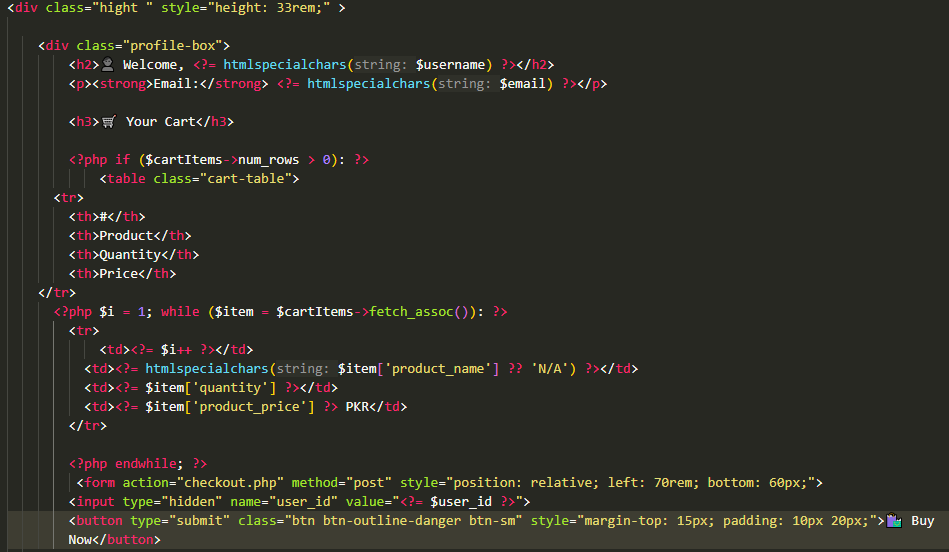 <div class="hight " style="height: 33rem;" >
<div class="profile-box">
<h2>👤 Welcome, <?= htmlspecialchars(string: $username) ?></h2>
<p><strong>Email:</strong> <?= htmlspecialchars(string: $email) ?></p>
<h3>🛒 Your Cart</h3>
<?php if ($cartItems->num_rows > 0): ?>
<table class="cart-table">
<tr>
<th>#</th>
<th>Product</th>
<th>Quantity</th>
<th>Price</th>
</tr>
<?php $i = 1; while ($item = $cartItems->fetch_assoc()): ?>
<tr>
<td><?= $i++ ?></td>
<td><?= htmlspecialchars(string: $item['product_name'] ?? 'N/A') ?></td>
<td><?= $item['quantity'] ?></td>
<td><?= $item['product_price'] ?> PKR</td>
</tr>
<?php endwhile; ?>
<form action="checkout.php" method="post" style="position: relative; left: 70rem; bottom: 60px;">
<input type="hidden" name="user_id" value="<?= $user_id ?>">
<button type="submit" class="btn btn-outline-danger btn-sm" style="margin-top: 15px; padding: 10px 20px;">🛍️ Buy
Now</button>